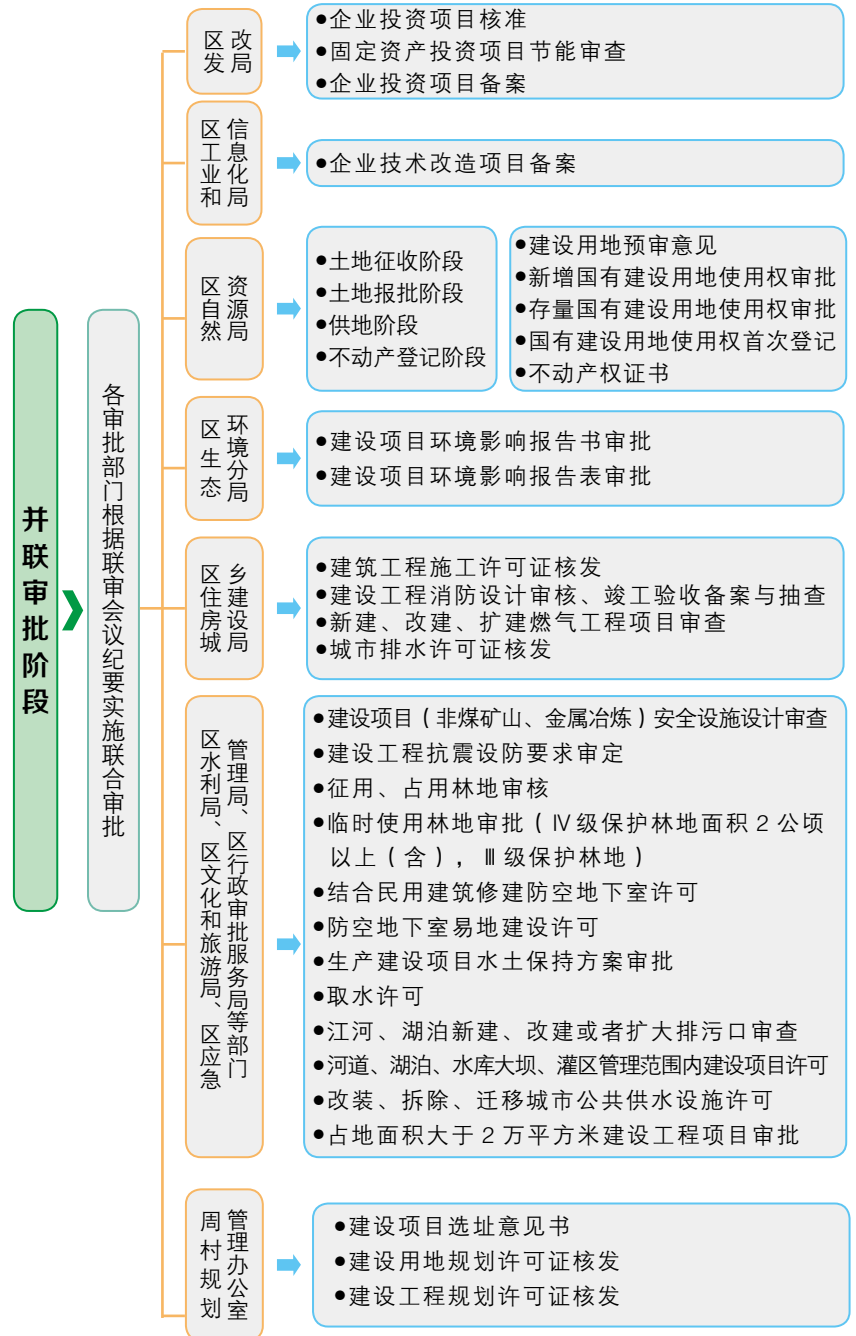 并联审批阶段
各审批部门根据联审会议纪要实施联合审批
区发
改局
●企业投资项目核准
●固定资产投资项目节能审查
●企业投资项目备案
区工业和
信息化局
●企业技术改造项目备案
区自然
资源局
●土地征收阶段
●土地报批阶段
●供地阶段
●不动产登记阶段
●建设用地预审意见
●新增国有建设用地使用权审批
●存量国有建设用地使用权审批
●国有建设用地使用权首次登记
●不动产权证书
区生态
环境分局
●建设项目环境影响报告书审批
●建设项目环境影响报告表审批
区住房城
乡建设局
●建筑工程施工许可证核发
●建设工程消防设计审核、竣工验收备案与抽查
●新建、改建、扩建燃气工程项目审查
●城市排水许可证核发
区水利局、区文化和旅游局、区应急
管理局、区行政审批服务局等部门
●建设项目（非煤矿山、金属冶炼）安全设施设计审查
●建设工程抗震设防要求审定
●征用、占用林地审核
●临时使用林地审批（Ⅳ级保护林地面积2公顷
以上（含），Ⅲ级保护林地）
●结合民用建筑修建防空地下室许可
●防空地下室易地建设许可
●生产建设项目水土保持方案审批
●取水许可
●江河、湖泊新建、改建或者扩大排污口审查
●河道、湖泊、水库大坝、灌区管理范围内建设项目许可
●改装、拆除、迁移城市公共供水设施许可
●占地面积大于2万平方米建设工程项目审批
周村规划
管理办公室
●建设项目选址意见书
●建设用地规划许可证核发
●建设工程规划许可证核发